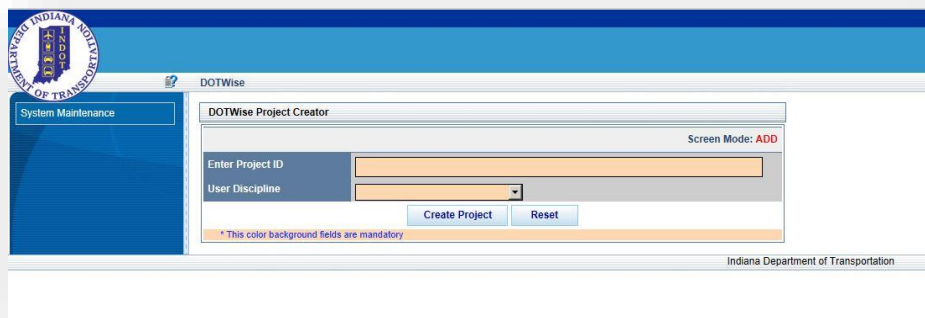 INDIANA DEPARTMENT OF TRANSPORTATION
INDOT
DOTWise
System Maintenance
DOTWise Project Creator
Screen Mode: ADD
Enter Project ID
User Discipline
Create Project Reset
* This color background fields are mandatory
Indiana Department of Transportation